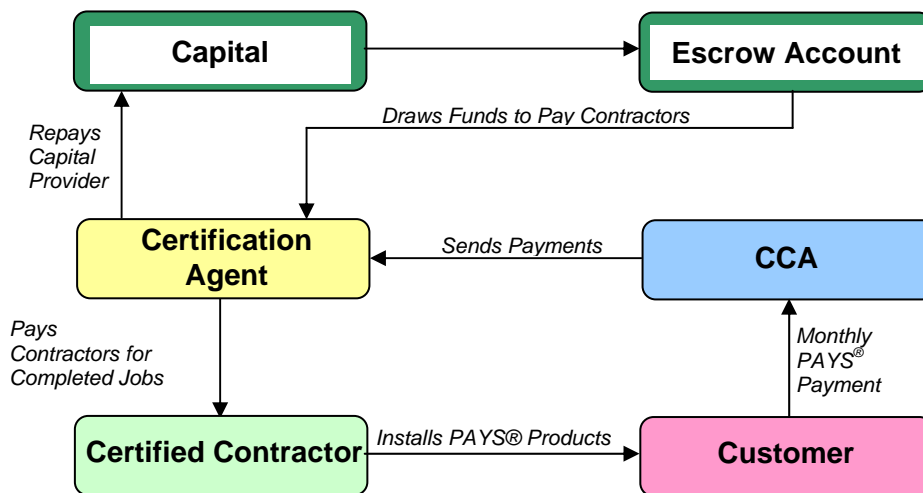 Capital
Escrow Account
Draws Funds to Pay Contractors
Repays
Capital
Provider
Certification
Agent
Sends Payments
CCA
Pays
Contractors for
Completed Jobs
Monthly
PAYS®
Payment
Certified Contractor
Installs PAYS® Products
Customer